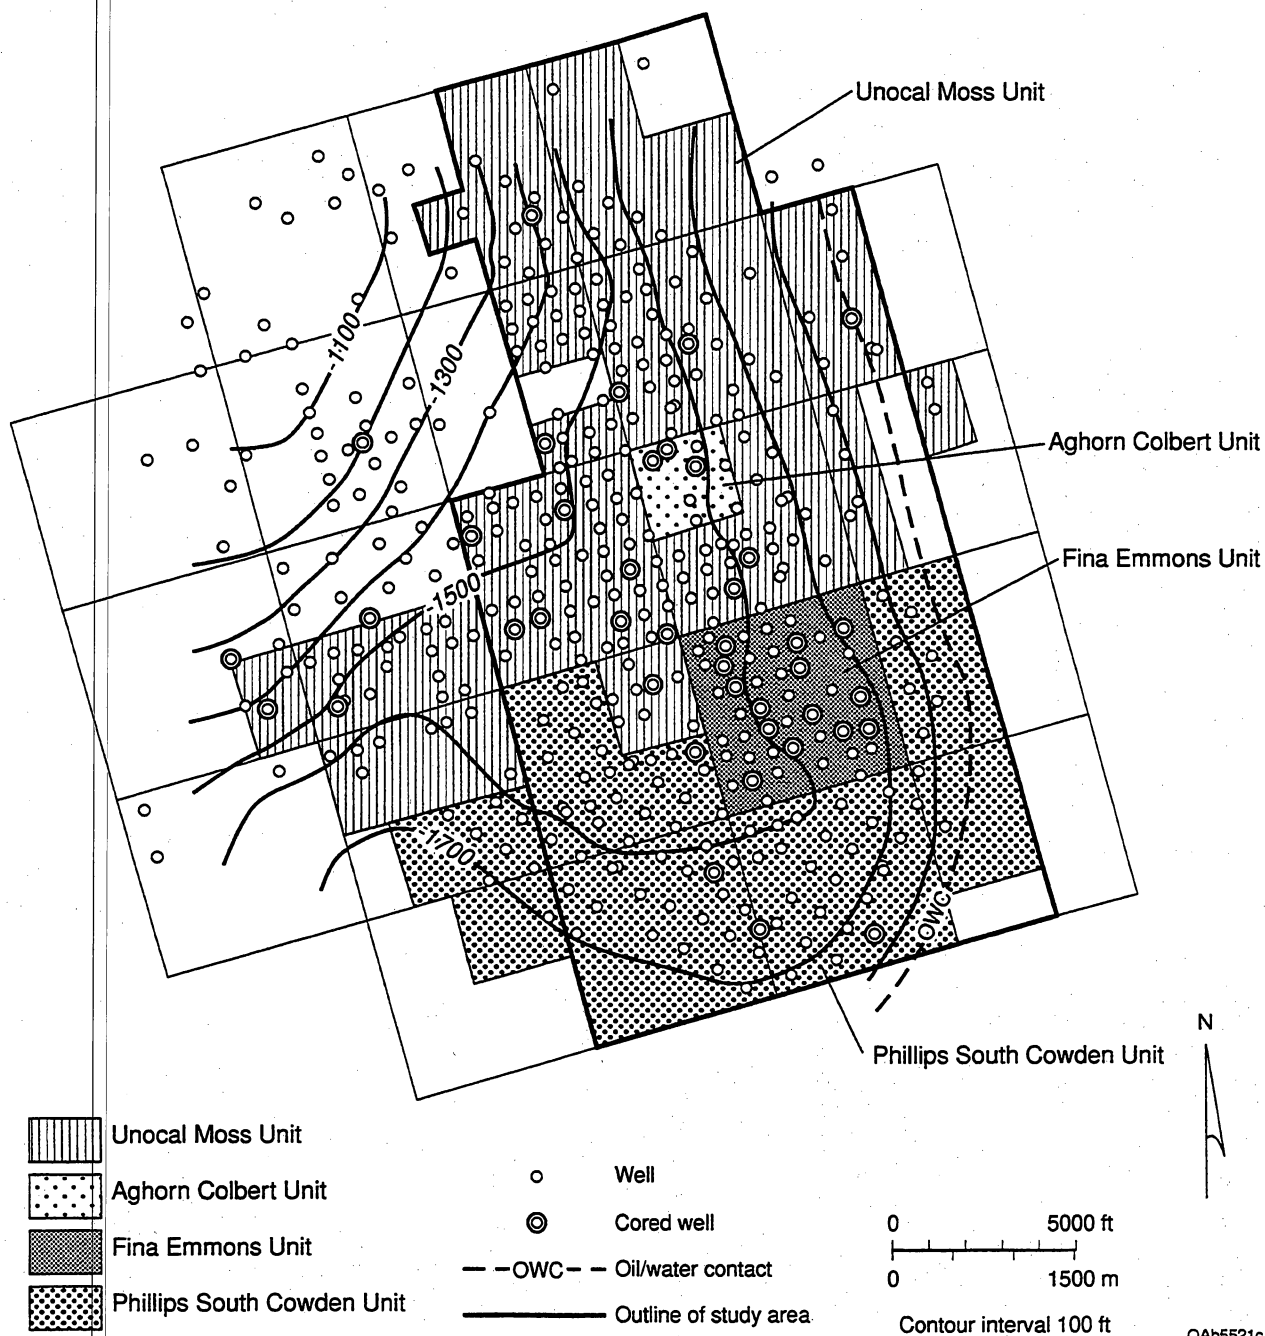 Unocal Moss Unit
-1100
-1300
Aghorn Colbert Unit
Fina Emmons Unit
-1500
-1700
OWC
Phillips South Cowden Unit
N
Unocal Moss Unit
Aghorn Colbert Unit
Fina Emmons Unit
Phillips South Cowden Unit
Well
Cored well
OWC
Oil/water contact
Outline of study area
0 5000 ft
0 1500 m
Contour interval 100 ft